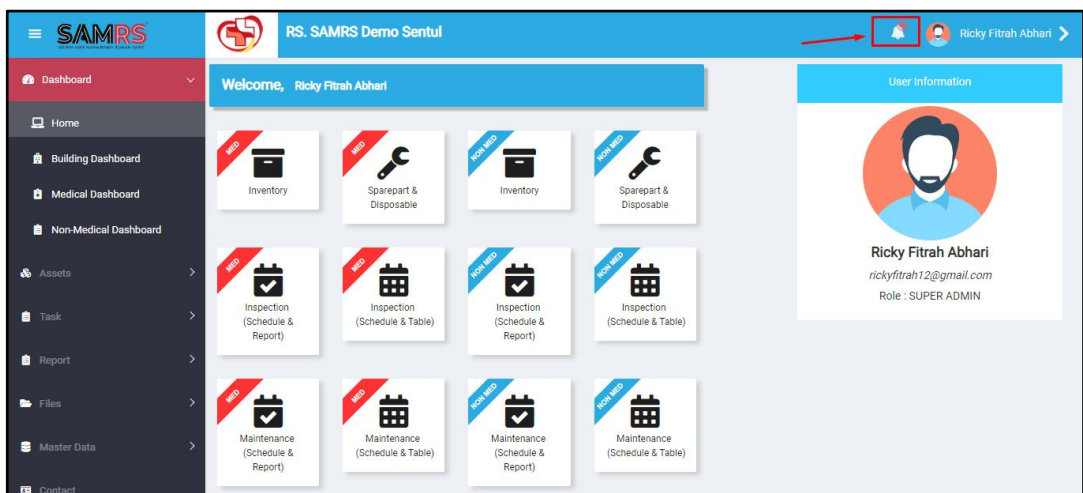 SAMRS
RS. SAMRS Demo Sentul
Ricky Fitrah Abhari
Dashboard
Home
Building Dashboard
Medical Dashboard
Non-Medical Dashboard
Assets
Task
Report
Files
Master Data
Contact
Welcome, Ricky Fitrah Abhari
MED
Inventory
MED
Sparepart &
Disposable
NON MED
Inventory
NON MED
Sparepart &
Disposable
MED
Inspection
(Schedule &
Report)
MED
Inspection
(Schedule & Table)
NON MED
Inspection
(Schedule &
Report)
NON MED
Inspection
(Schedule & Table)
MED
Maintenance
(Schedule &
Report)
MED
Maintenance
(Schedule & Table)
NON MED
Maintenance
(Schedule &
Report)
NON MED
Maintenance
(Schedule & Table)
User Information
Ricky Fitrah Abhari
rickyfitrah12@gmail.com
Role : SUPER ADMIN